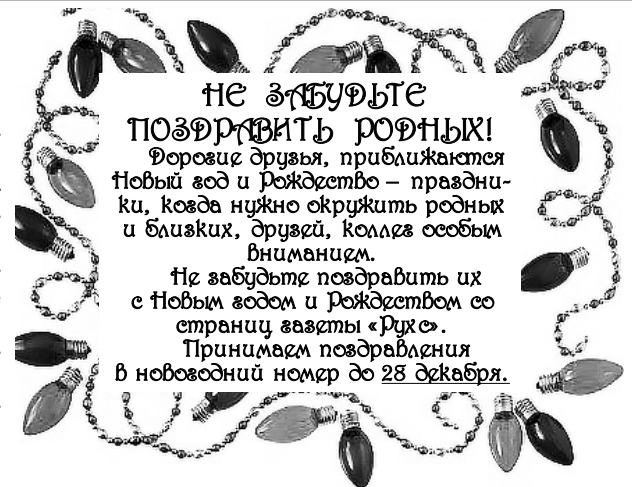 НЕ ЗАБУДЬТЕ
ПОЗДРАВИТЬ РОДНЫХ!
Дорогие друзья, приближаются
Новый год и Рождество – праздни-
ки, когда нужно окружить родных
и близких, друзей, коллег особым
вниманием.
Не забудьте поздравить их
с Новым годом и Рождеством со
страниц газеты «Рухс».
Принимаем поздравления
в новогодний номер до 28 декабря.